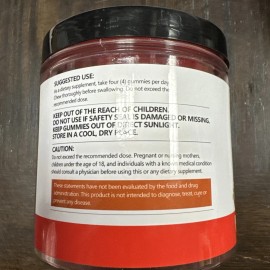 SUGGESTED USE:
As a dietary supplement, take four (4) gummies per day.
Chew thoroughly before swallowing. Do not exceed the
recommended dose.
KEEP OUT OF THE REACH OF CHILDREN.
DO NOT USE IF SAFETY SEAL IS DAMAGED OR MISSING.
KEEP GUMMIES OUT OF DIRECT SUNLIGHT.
STORE IN A COOL, DRY PLACE.
CAUTION:
Do not exceed the recommended dose. Pregnant or nursing mothers,
children under the age of 18, and individuals with a known medical condition
should consult a physician before using this or any dietary supplement.
These statements have not been evaluated by the food and drug
administration. This product is not intended to diagnose, treat, cure or
prevent any disease.